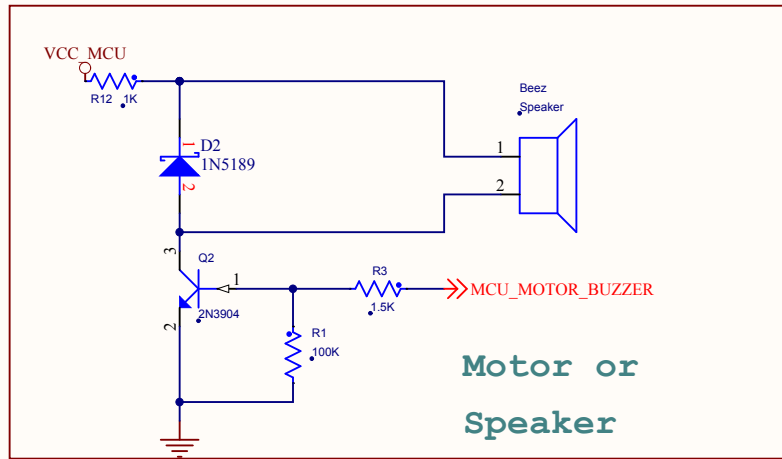 VCC_MCU
R12
1K
Beez
Speaker
1
D2
1N5189
1
2
2
3
Q2
1
R3
MCU_MOTOR_BUZZER
2N3904
1.5K
2
R1
100K
Motor or
Speaker